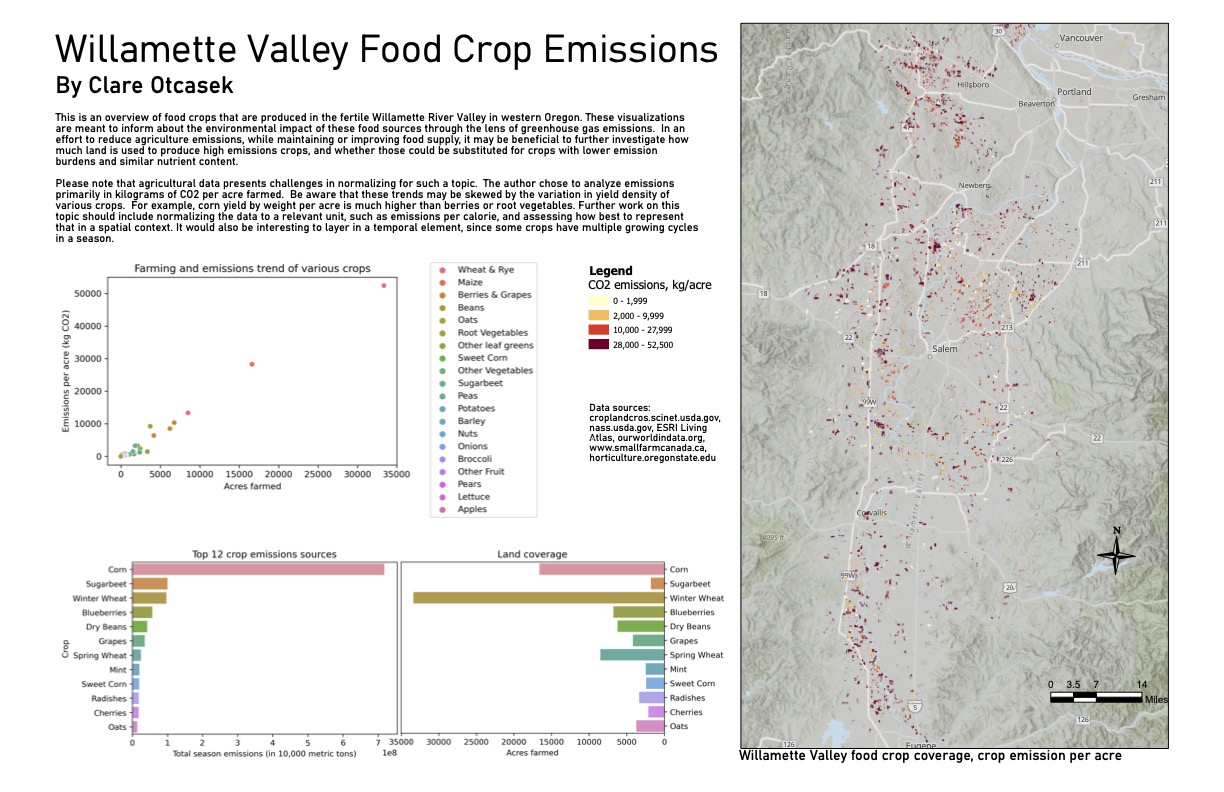 Willamette Valley Food Crop Emissions
By Clare Otcasek
This is an overview of food crops that are produced in the fertile Willamette River Valley in western Oregon. These visualizations
are meant to inform about the environmental impact of these food sources through the lens of greenhouse gas emissions. In an
effort to reduce agriculture emissions, while maintaining or improving food supply, it may be beneficial to further investigate how
much land is used to produce high emissions crops, and whether those could be substituted for crops with lower emission
burdens and similar nutrient content.
Please note that agricultural data presents challenges in normalizing for such a topic. The author chose to analyze emissions
primarily in kilograms of CO2 per acre farmed. Be aware that these trends may be skewed by the variation in yield density of
various crops. For example, corn yield by weight per acre is much higher than berries or root vegetables. Further work on this
topic should include normalizing the data to a relevant unit, such as emissions per calorie, and assessing how best to represent
that in a spatial context. It would also be interesting to layer in a temporal element, since some crops have multiple growing cycles
in a season.
Farming and emissions trend of various crops
50000
40000
30000
20000
10000
0
Emissions per acre (kg CO2)
0 5000 10000 15000 20000 25000 30000 35000
Acres farmed
Wheat & Rye
Maize
Berries & Grapes
Beans
Oats
Root Vegetables
Other leaf greens
Sweet Corn
Other Vegetables
Sugarbeet
Peas
Potatoes
Barley
Nuts
Onions
Broccoli
Other Fruit
Pears
Lettuce
Apples
Legend
CO2 emissions, kg/acre
0 - 1,999
2,000 - 9,999
10,000 - 27,999
28,000 - 52,500
Data sources:
croplandcros.scinet.usda.gov,
nass.usda.gov, ESRI Living
Atlas, ourworldindata.org,
www.smallfarmcanada.ca,
horticulture.oregonstate.edu
Top 12 crop emissions sources
Crop
Corn
Sugarbeet
Winter Wheat
Blueberries
Dry Beans
Grapes
Spring Wheat
Mint
Sweet Corn
Radishes
Cherries
Oats
0 1 2 3 4 5 6 7
1e8
Total season emissions (in 10,000 metric tons)
Land coverage
Corn
Sugarbeet
Winter Wheat
Blueberries
Dry Beans
Grapes
Spring Wheat
Mint
Sweet Corn
Radishes
Cherries
Oats
35000 30000 25000 20000 15000 10000 5000 0
Acres farmed
30
Vancouver
Hillsboro
Portland
Beaverton
Gresham
47
Newberg
211
211
18
211
18
22
213
Salem
99W
22
22
226
Corvallis
Willamette Valley
4095 ft
N
99W
20
0 3.5 7 14
Miles
5
126
126
Eugene
Willamette Valley food crop coverage, crop emission per acre